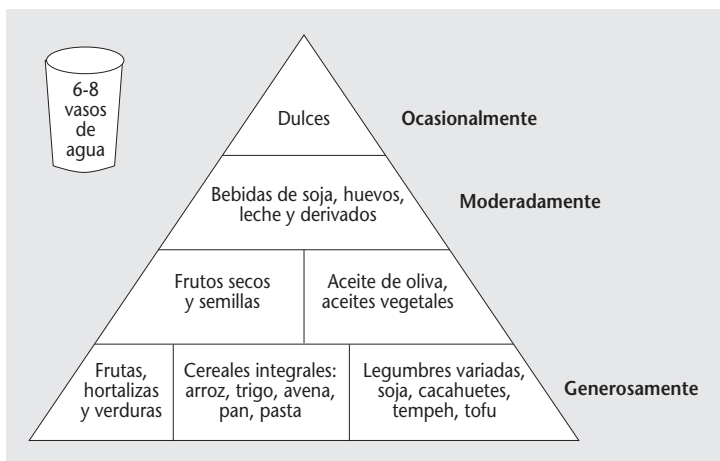 6-8
vasos
de
agua
Dulces
Ocasionalmente
Bebidas de soja, huevos,
leche y derivados
Moderadamente
Frutos secos
y semillas
Aceite de oliva,
aceites vegetales
Frutas,
hortalizas
y verduras
Cereales integrales:
arroz, trigo, avena,
pan, pasta
Legumbres variadas,
soja, cacahuetes,
tempeh, tofu
Generosamente